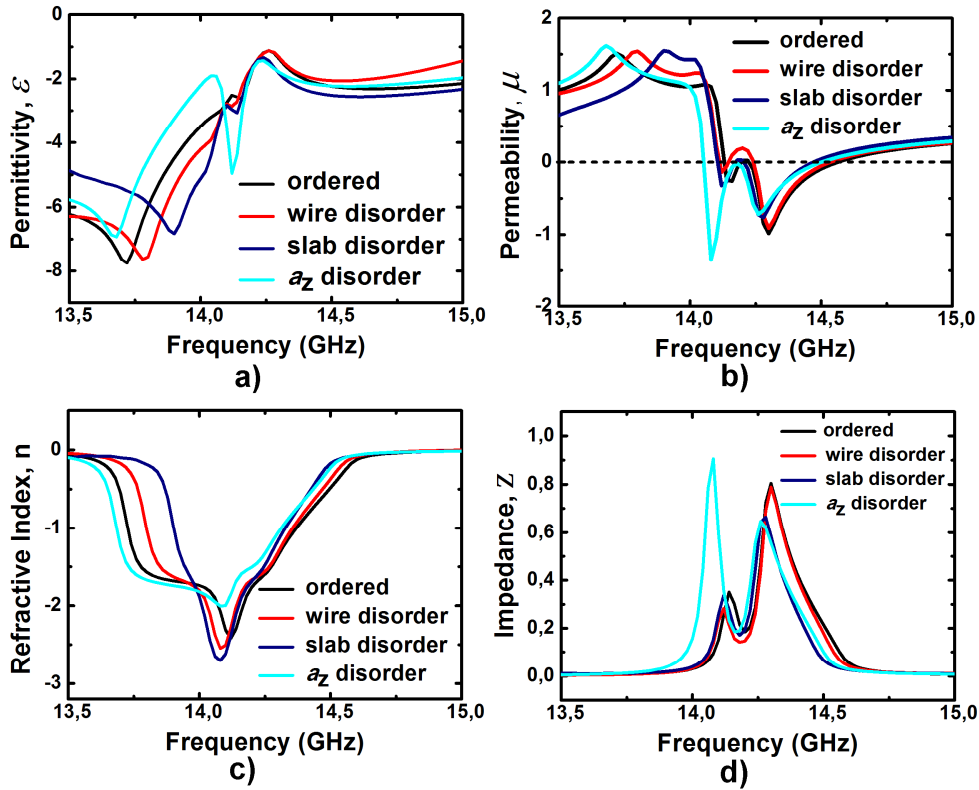 Permittivity, ε
0
-2
-4
-6
-8
ordered
wire disorder
slab disorder
az disorder
13,5
14,0
14,5
15,0
Frequency (GHz)
a)
Permeability, μ
2
1
0
-1
-2
ordered
wire disorder
slab disorder
az disorder
13,5
14,0
14,5
15,0
Frequency (GHz)
b)
Refractive Index, n
0
-1
-2
-3
ordered
wire disorder
slab disorder
az disorder
13,5
14,0
14,5
15,0
Frequency (GHz)
c)
Impedance, Z
1,0
0,8
0,6
0,4
0,2
0,0
ordered
wire disorder
slab disorder
az disorder
13,5
14,0
14,5
15,0
Frequency (GHz)
d)